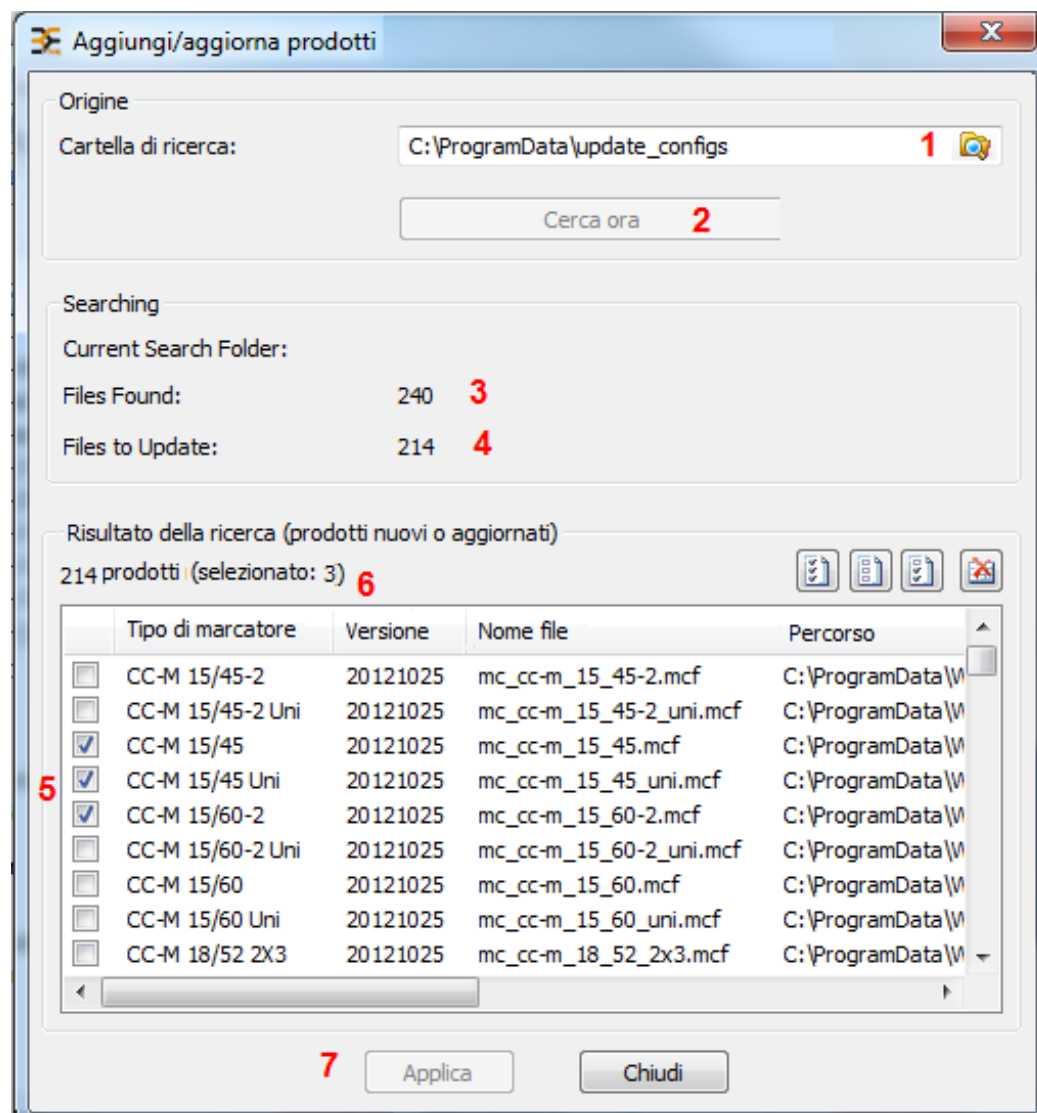 Aggiungi/aggiorna prodotti
Origine
Cartella di ricerca: C:\ProgramData\update_configs 1
Cerca ora 2
Searching
Current Search Folder:
Files Found: 240 3
Files to Update: 214 4
Risultato della ricerca (prodotti nuovi o aggiornati)
214 prodotti (selezionato: 3) 6
Tipo di marcatore Versione Nome file Percorso
CC-M 15/45-2 20121025 mc_cc-m_15_45-2.mcf C:\ProgramData\W
CC-M 15/45-2 Uni 20121025 mc_cc-m_15_45-2_uni.mcf C:\ProgramData\W
CC-M 15/45 20121025 mc_cc-m_15_45.mcf C:\ProgramData\W
5 CC-M 15/45 Uni 20121025 mc_cc-m_15_45_uni.mcf C:\ProgramData\W
CC-M 15/60-2 20121025 mc_cc-m_15_60-2.mcf C:\ProgramData\W
CC-M 15/60-2 Uni 20121025 mc_cc-m_15_60-2_uni.mcf C:\ProgramData\W
CC-M 15/60 20121025 mc_cc-m_15_60.mcf C:\ProgramData\W
CC-M 15/60 Uni 20121025 mc_cc-m_15_60_uni.mcf C:\ProgramData\W
CC-M 18/52 2X3 20121025 mc_cc-m_18_52_2x3.mcf C:\ProgramData\W
7 Applica Chiudi